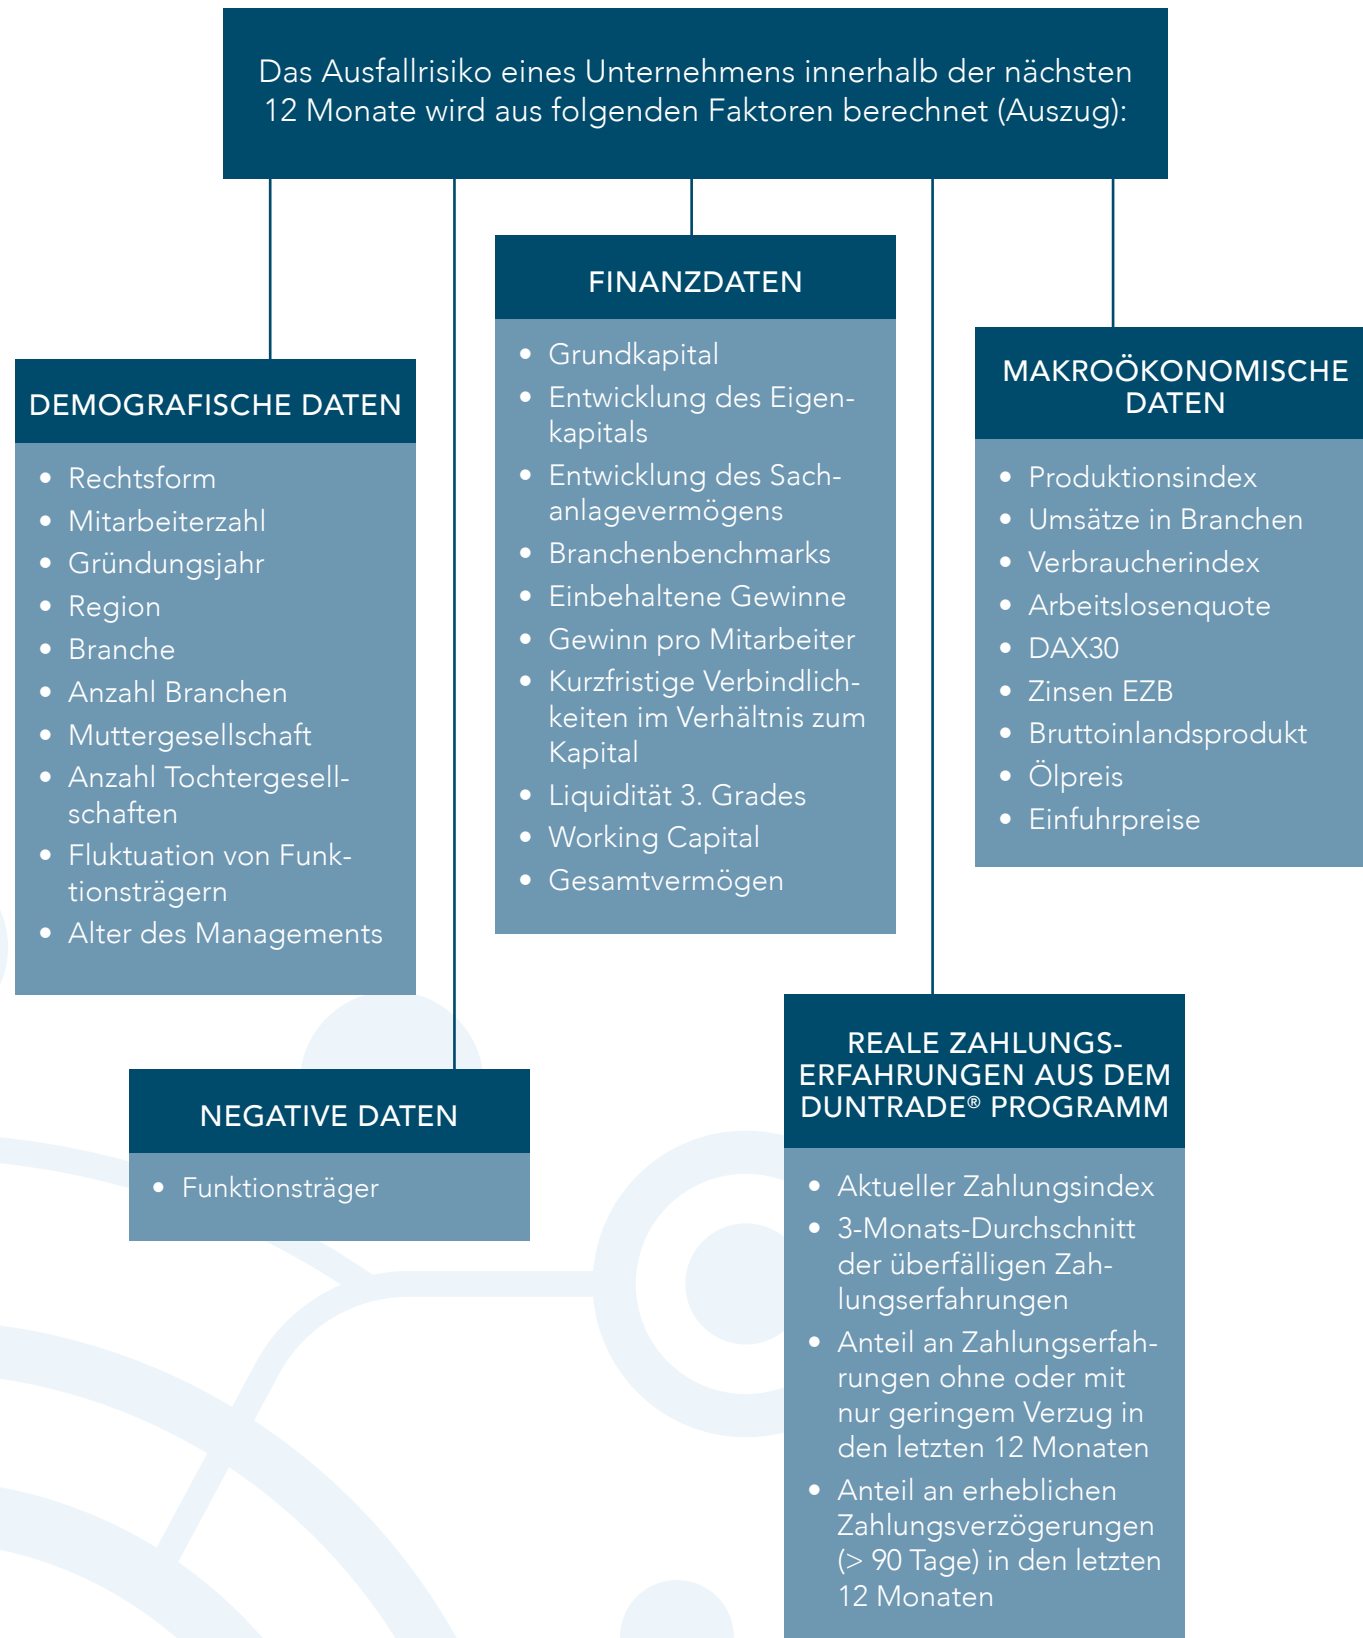 Das Ausfallrisiko eines Unternehmens innerhalb der nächsten
12 Monate wird aus folgenden Faktoren berechnet (Auszug):
DEMOGRAFISCHE DATEN
• Rechtsform
• Mitarbeiterzahl
• Gründungsjahr
• Region
• Branche
• Anzahl Branchen
• Muttergesellschaft
• Anzahl Tochtergesell-
schaften
• Fluktuation von Funk-
tionsträgern
• Alter des Managements
NEGATIVE DATEN
• Funktionsträger
FINANZDATEN
• Grundkapital
• Entwicklung des Eigen-
kapitals
• Entwicklung des Sach-
anlagevermögens
• Branchenbenchmarks
• Einbehaltene Gewinne
• Gewinn pro Mitarbeiter
• Kurzfristige Verbindlich-
keiten im Verhältnis zum
Kapital
• Liquidität 3. Grades
• Working Capital
• Gesamtvermögen
REALE ZAHLUNGS-
ERFAHRUNGEN AUS DEM
DUNTRADE® PROGRAMM
• Aktueller Zahlungsindex
• 3-Monats-Durchschnitt
der überfälligen Zah-
lungserfahrungen
• Anteil an Zahlungserfah-
rungen ohne oder mit
nur geringem Verzug in
den letzten 12 Monaten
• Anteil an erheblichen
Zahlungsverzögerungen
(> 90 Tage) in den letzten
12 Monaten
MAKROÖKONOMISCHE
DATEN
• Produktionsindex
• Umsätze in Branchen
• Verbraucherindex
• Arbeitslosenquote
• DAX30
• Zinsen EZB
• Bruttoinlandsprodukt
• Ölpreis
• Einfuhrpreise